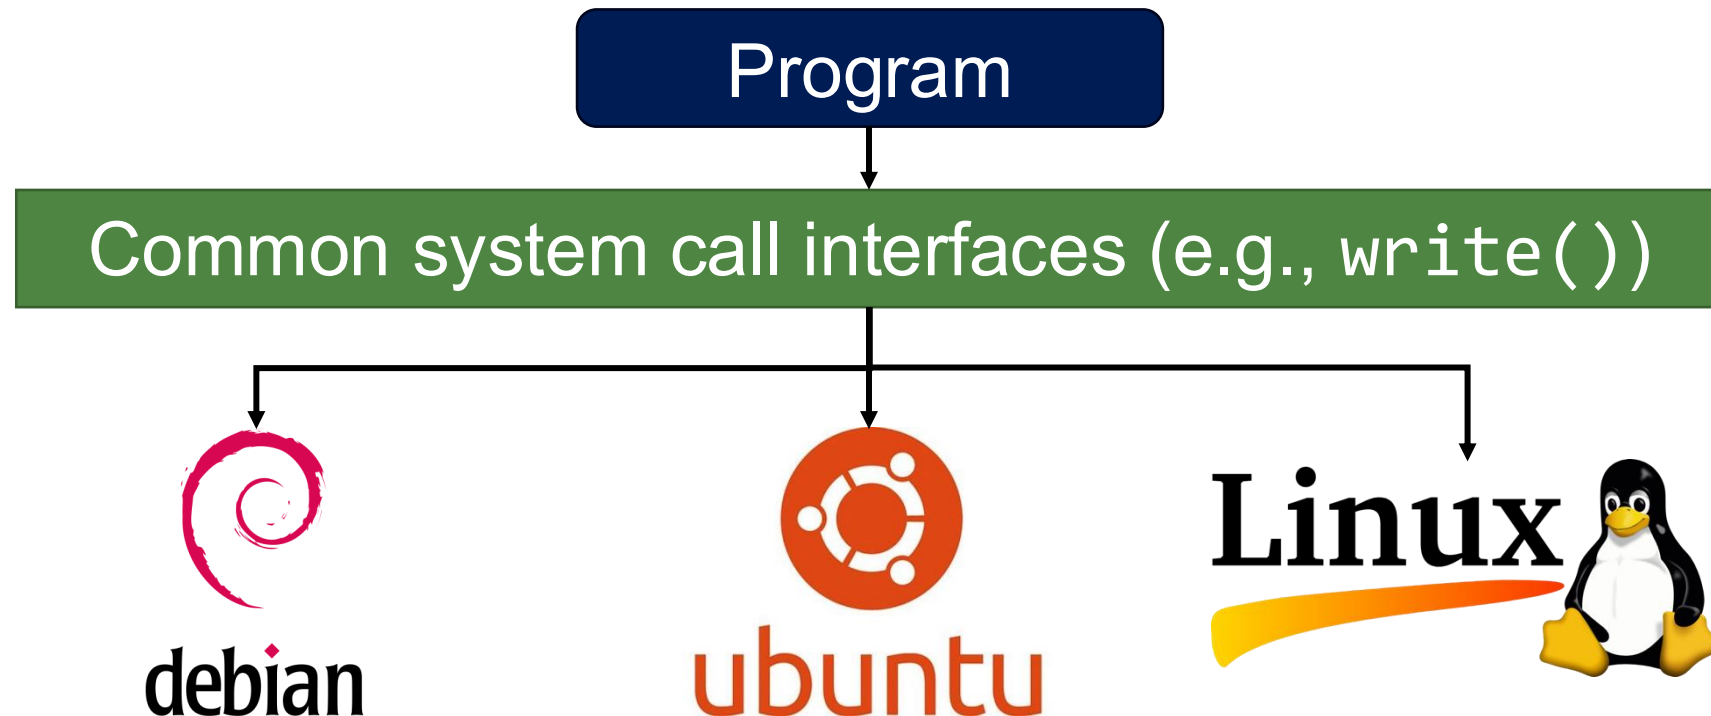 Program
Common system call interfaces (e.g., write())
debian
ubuntu
Linux